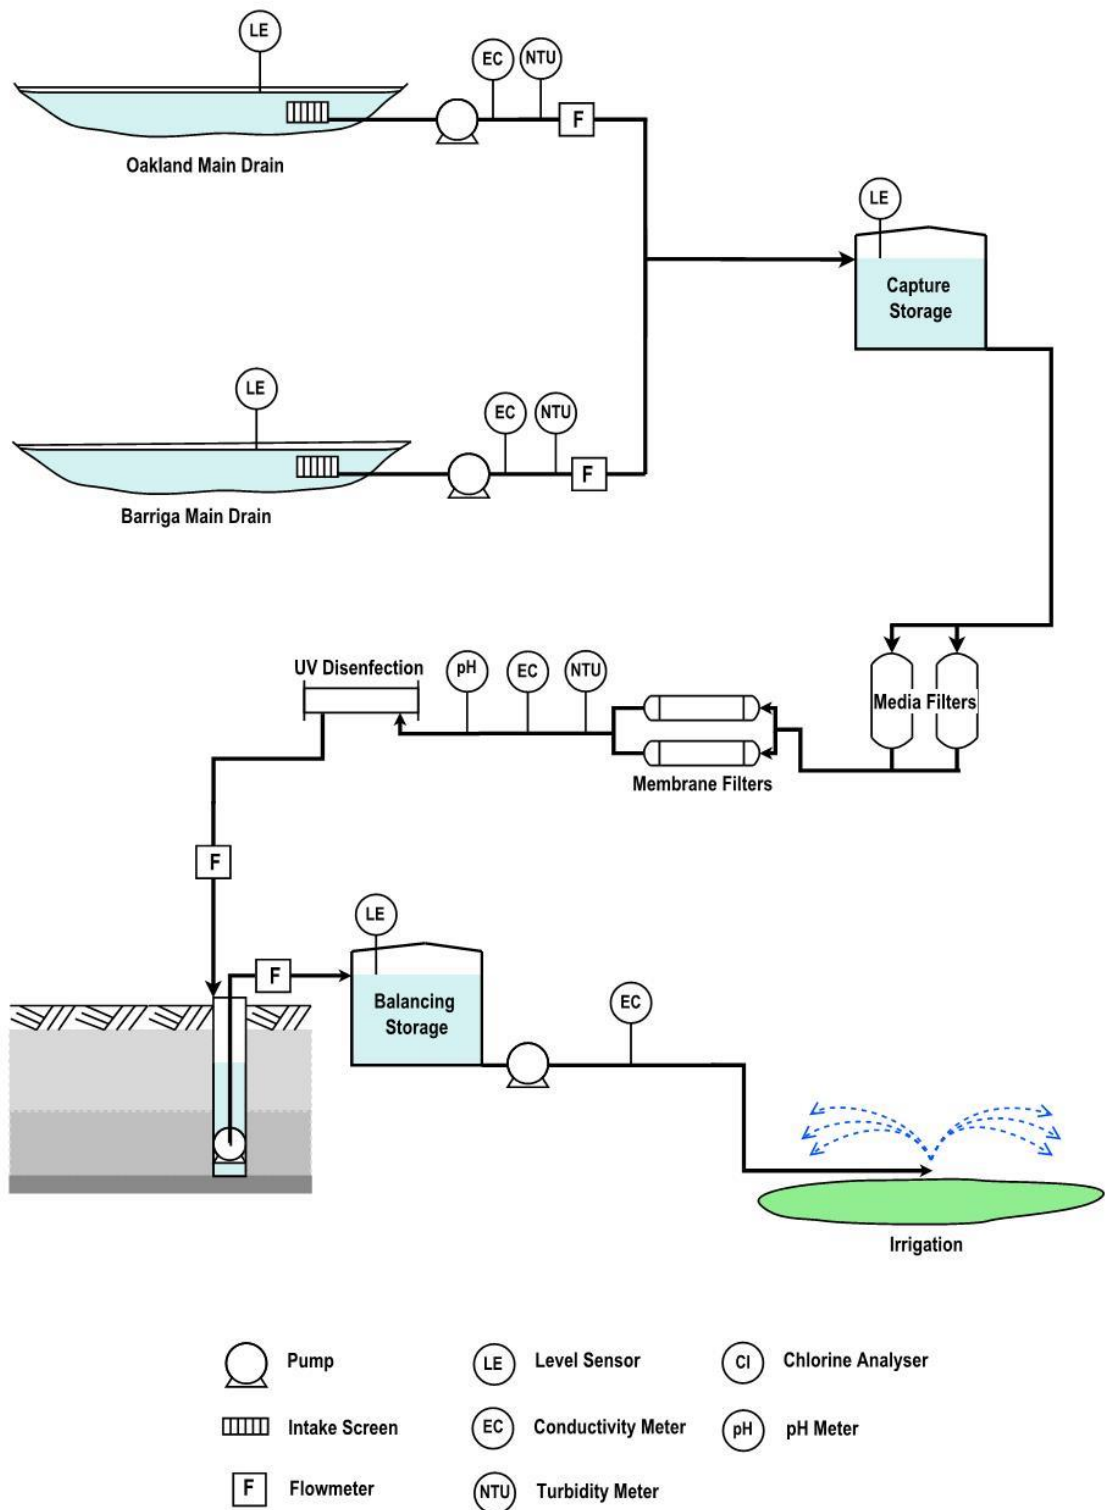 LE
EC
NTU
F
Oakland Main Drain
LE
Capture
Storage
LE
EC
NTU
F
Barriga Main Drain
UV Disenfection
pH
EC
NTU
Media Filters
Membrane Filters
F
LE
F
Balancing
Storage
EC
Irrigation
Pump
LE
Level Sensor
Cl
Chlorine Analyser
Intake Screen
EC
Conductivity Meter
pH
pH Meter
F
Flowmeter
NTU
Turbidity Meter